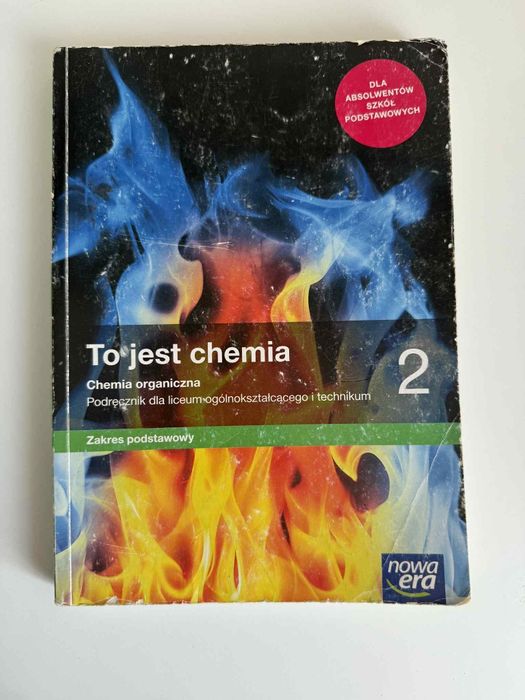 DLA
ABSOLWENTÓW
SZKÓŁ
PODSTAWOWYCH
To jest chemia
2
Chemia organiczna
Podręcznik dla liceum ogólnokształcącego i technikum
Zakres podstawowy
nowa
era